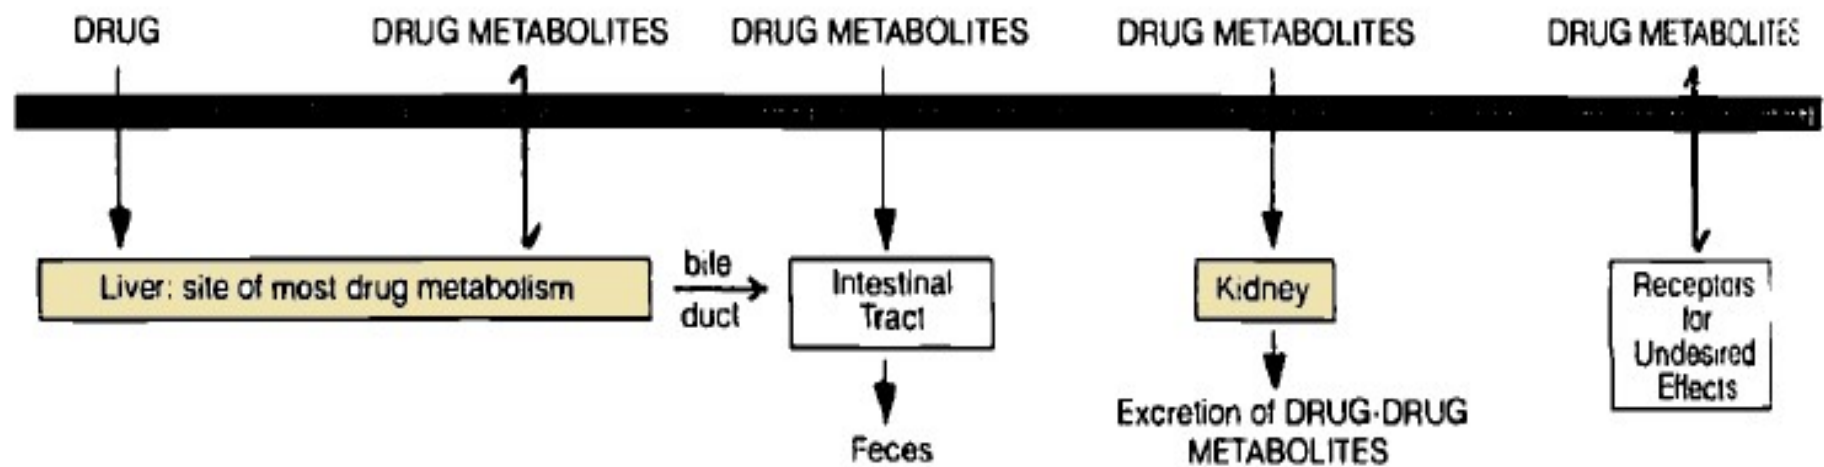 DRUG
DRUG METABOLITES
DRUG METABOLITES
DRUG METABOLITES
DRUG METABOLITES
Liver: site of most drug metabolism
bile
duct
Intestinal
Tract
Feces
Kidney
Excretion of DRUG-DRUG
METABOLITES
Receptors
for
Undesired
Effects